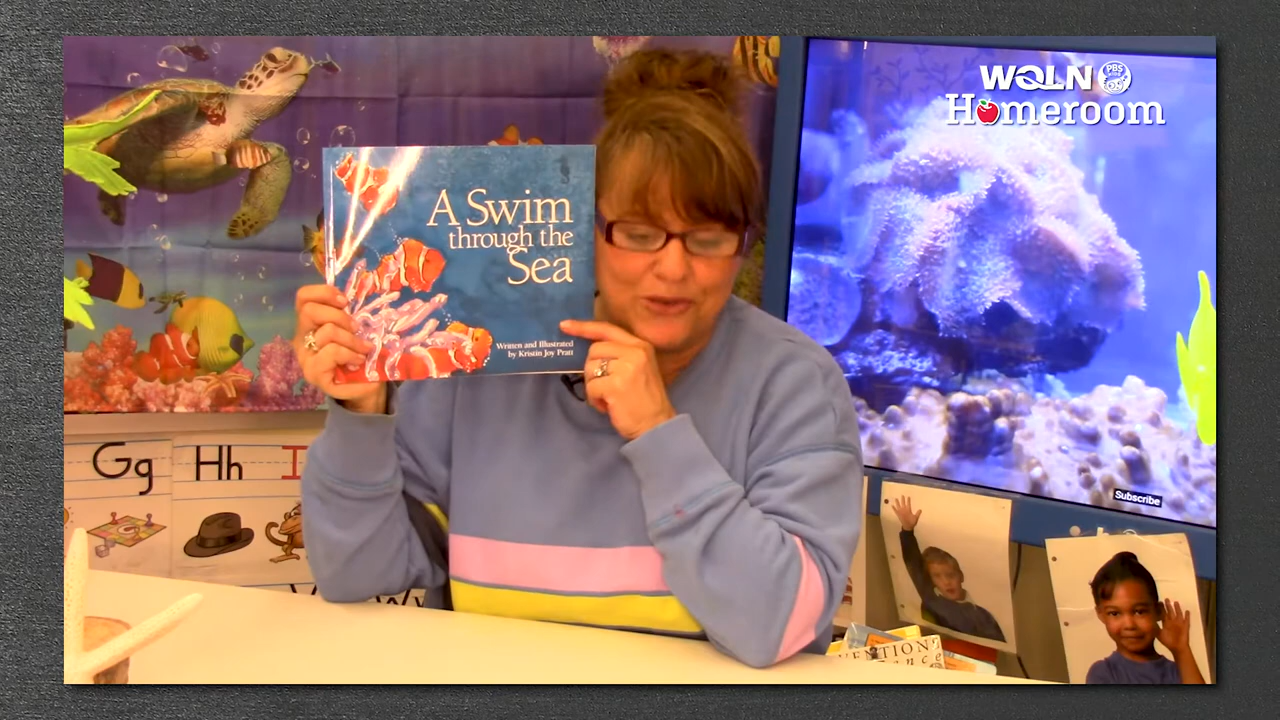 WQLN PBS
Homeroom
A Swim
through the
Sea
Written and Illustrated
by Kristin Joy Pratt
Gg
Hh
I
Subscribe